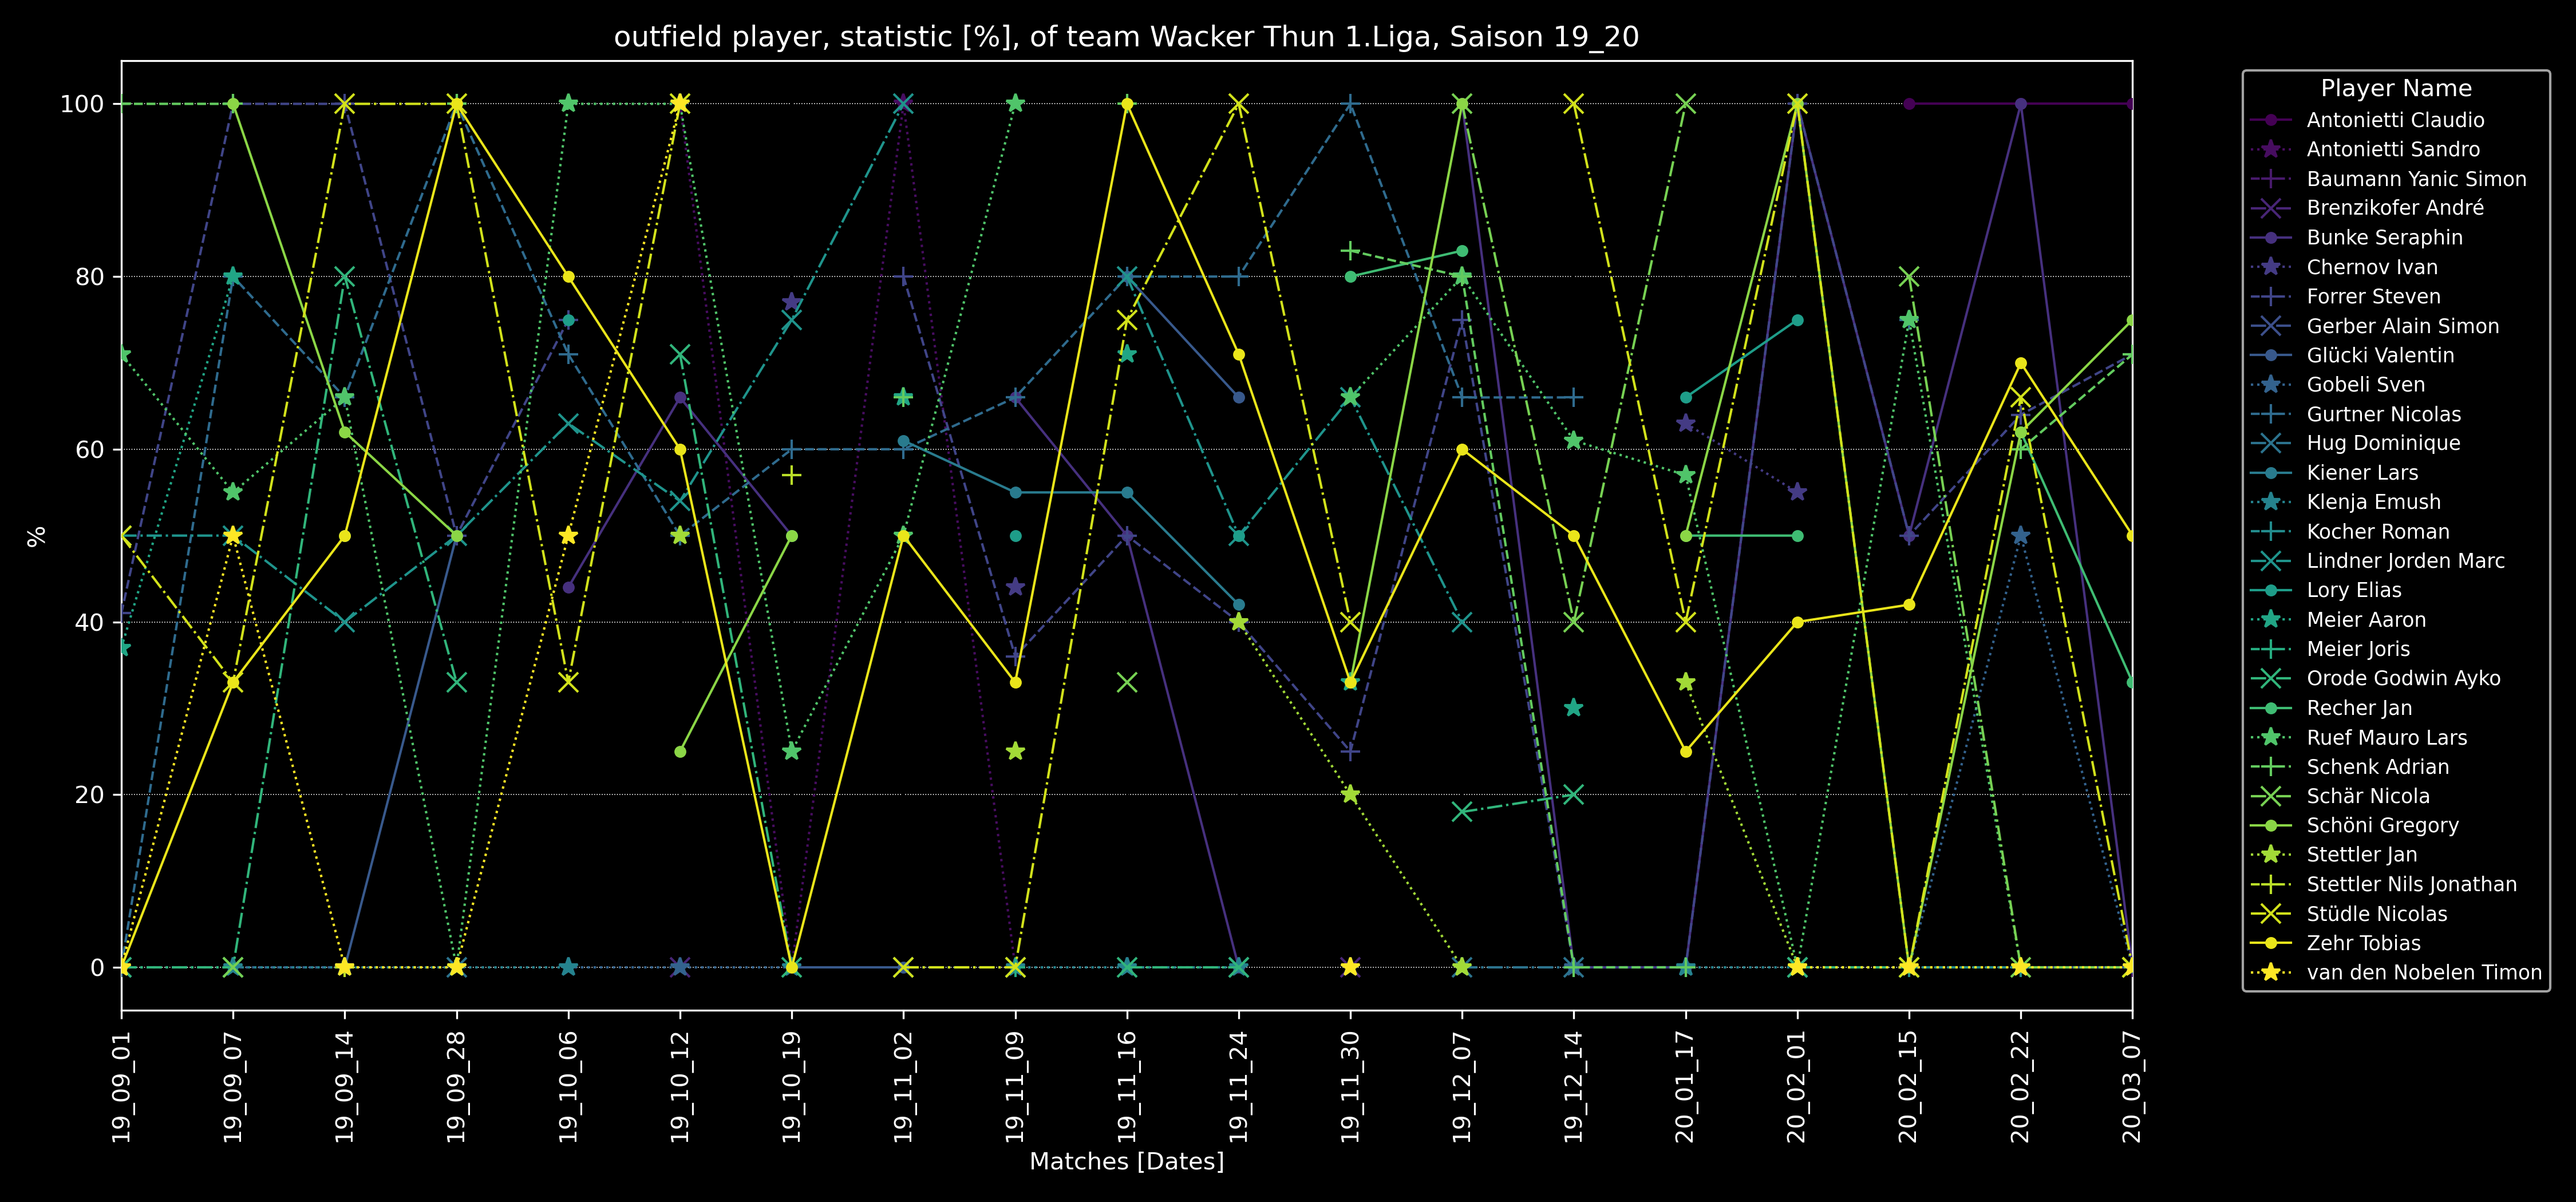 outfield player, statistic [%], of team Wacker Thun 1.Liga, Saison 19_20
%
100
80
60
40
20
0
19_09_01
19_09_07
19_09_14
19_09_28
19_10_06
19_10_12
19_10_19
19_11_02
19_11_09
19_11_16
19_11_24
19_11_30
19_12_07
19_12_14
20_01_17
20_02_01
20_02_15
20_02_22
20_03_07
Matches [Dates]
Player Name
Antonietti Claudio
Antonietti Sandro
Baumann Yanic Simon
Brenzikofer André
Bunke Seraphin
Chernov Ivan
Forrer Steven
Gerber Alain Simon
Glücki Valentin
Gobeli Sven
Gurtner Nicolas
Hug Dominique
Kiener Lars
Klenja Emush
Kocher Roman
Lindner Jorden Marc
Lory Elias
Meier Aaron
Meier Joris
Orode Godwin Ayko
Recher Jan
Ruef Mauro Lars
Schenk Adrian
Schär Nicola
Schöni Gregory
Stettler Jan
Stettler Nils Jonathan
Stüdle Nicolas
Zehr Tobias
van den Nobelen Timon